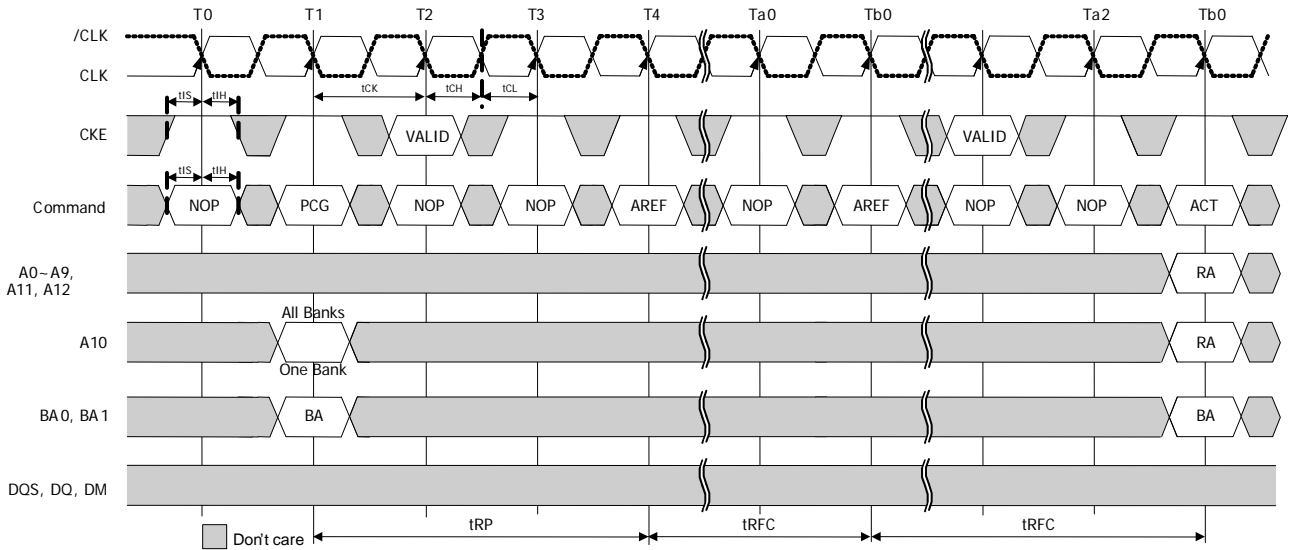 T0 T1 T2 T3 T4 Ta0 Tb0 Ta2 Tb0
/CLK
CLK
tCK tCH tCL
tIS tIH
CKE VALID VALID
tIS tIH
Command NOP PCG NOP NOP AREF NOP AREF NOP NOP ACT
A0~A9,
A11, A12 RA
All Banks
A10 RA
One Bank
BA0, BA1 BA BA
DQS, DQ, DM
Don't care tRP tRFC tRFC